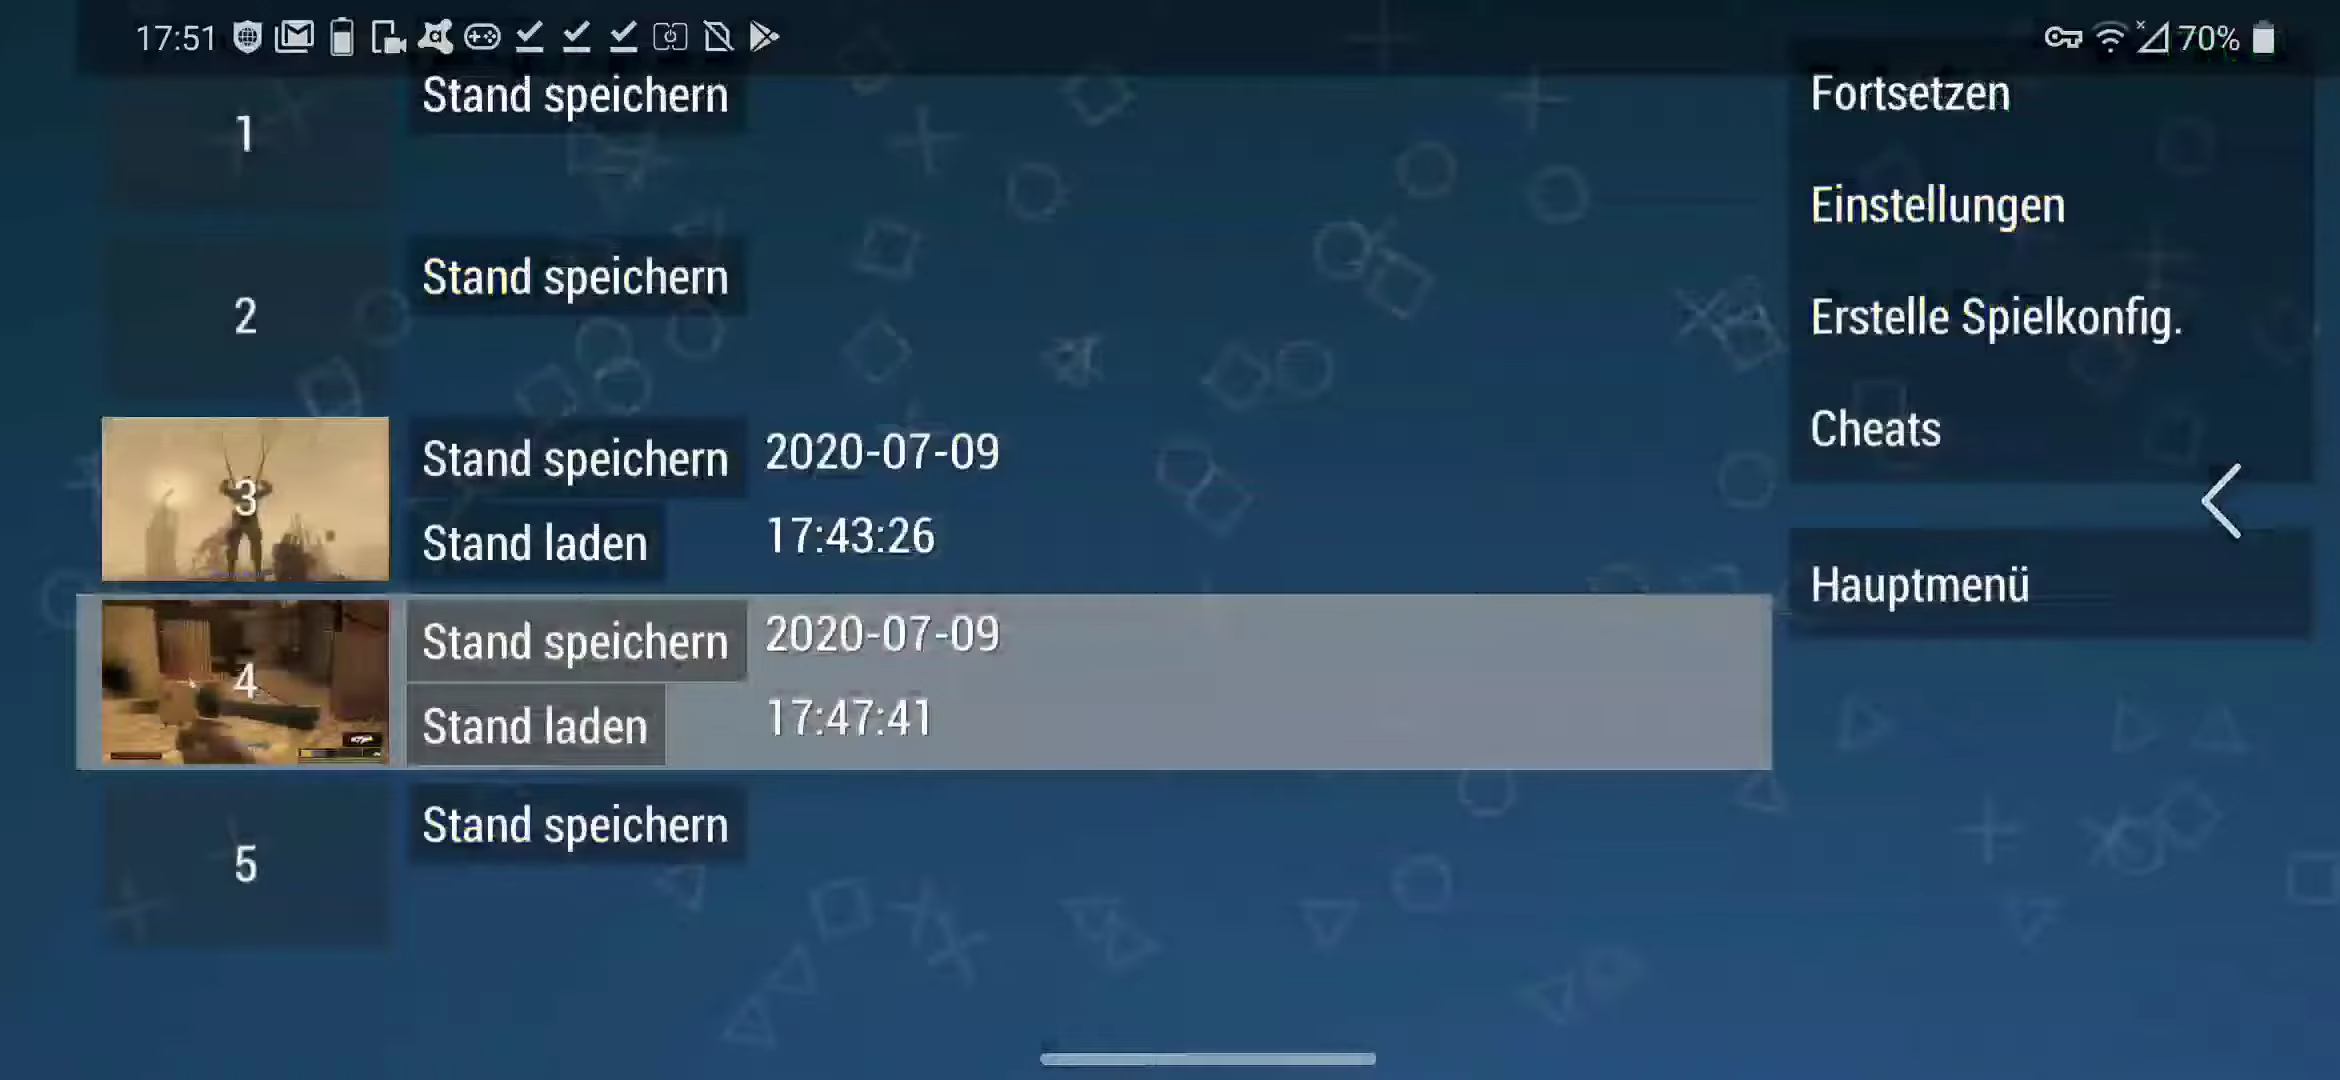 17:51
70%
1
Stand speichern
2
Stand speichern
3
Stand speichern
2020-07-09
Stand laden
17:43:26
4
Stand speichern
2020-07-09
Stand laden
17:47:41
5
Stand speichern
Fortsetzen
Einstellungen
Erstelle Spielkonfig.
Cheats
Hauptmenü